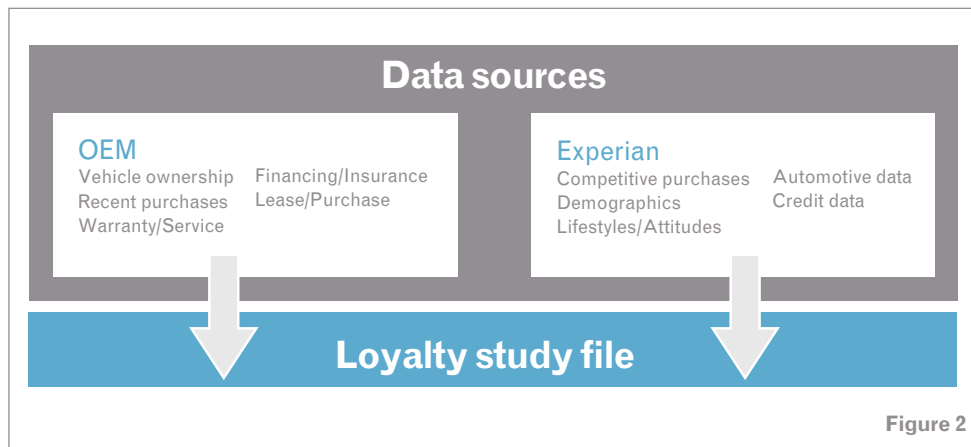 Data sources
OEM
Vehicle ownership
Recent purchases
Warranty/Service
Financing/Insurance
Lease/Purchase
Experian
Competitive purchases
Demographics
Lifestyles/Attitudes
Automotive data
Credit data
Loyalty study file
Figure 2